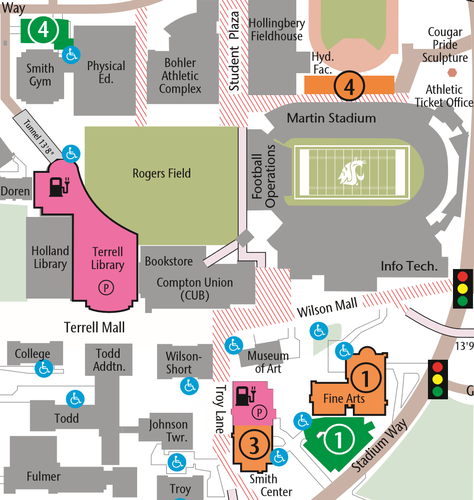 Way
4
Smith
Gym
Physical
Ed.
Bohler
Athletic
Complex
Student Plaza
Hollingbery
Fieldhouse
Hyd.
Fac.
4
Cougar
Pride
Sculpture
Athletic
Ticket Office
Martin Stadium
Tunnel 13'8"
Doren
Rogers Field
Football
Operations
Holland
Library
Terrell
Library
P
Bookstore
Compton Union
(CUB)
Info Tech.
Wilson Mall
13'9
Terrell Mall
College
Todd
Addtn.
Wilson-
Short
Museum
of Art
1
Fine Arts
G
Todd
Troy Lane
P
Johnson
Twr.
3
1
Stadium Way
Fulmer
Troy
Smith
Center